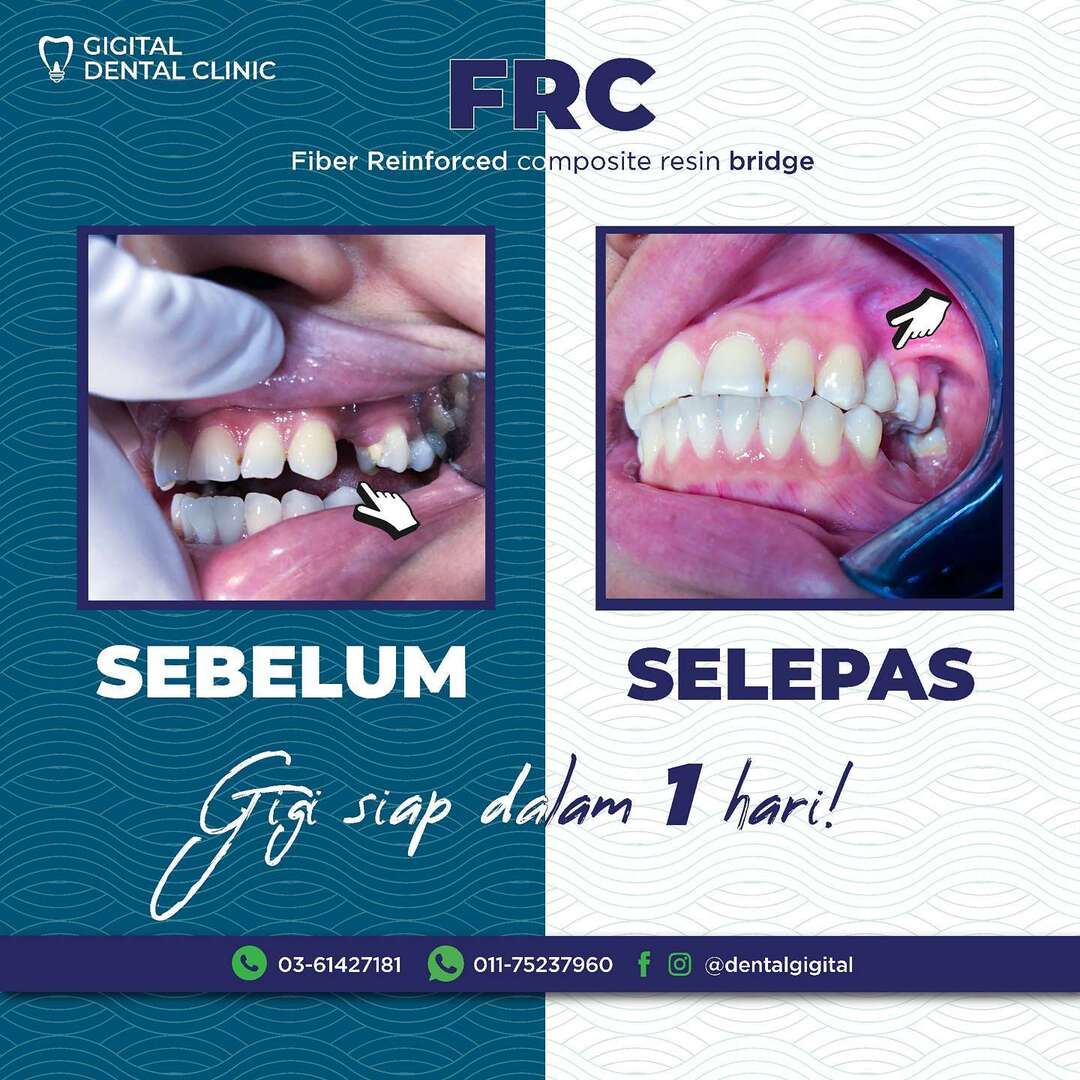 GIGITAL
DENTAL CLINIC
FRC
Fiber Reinforced composite resin bridge
SEBELUM
SELEPAS
Gigi siap dalam 1 hari!
03-61427181
011-75237960
@dentalgigital